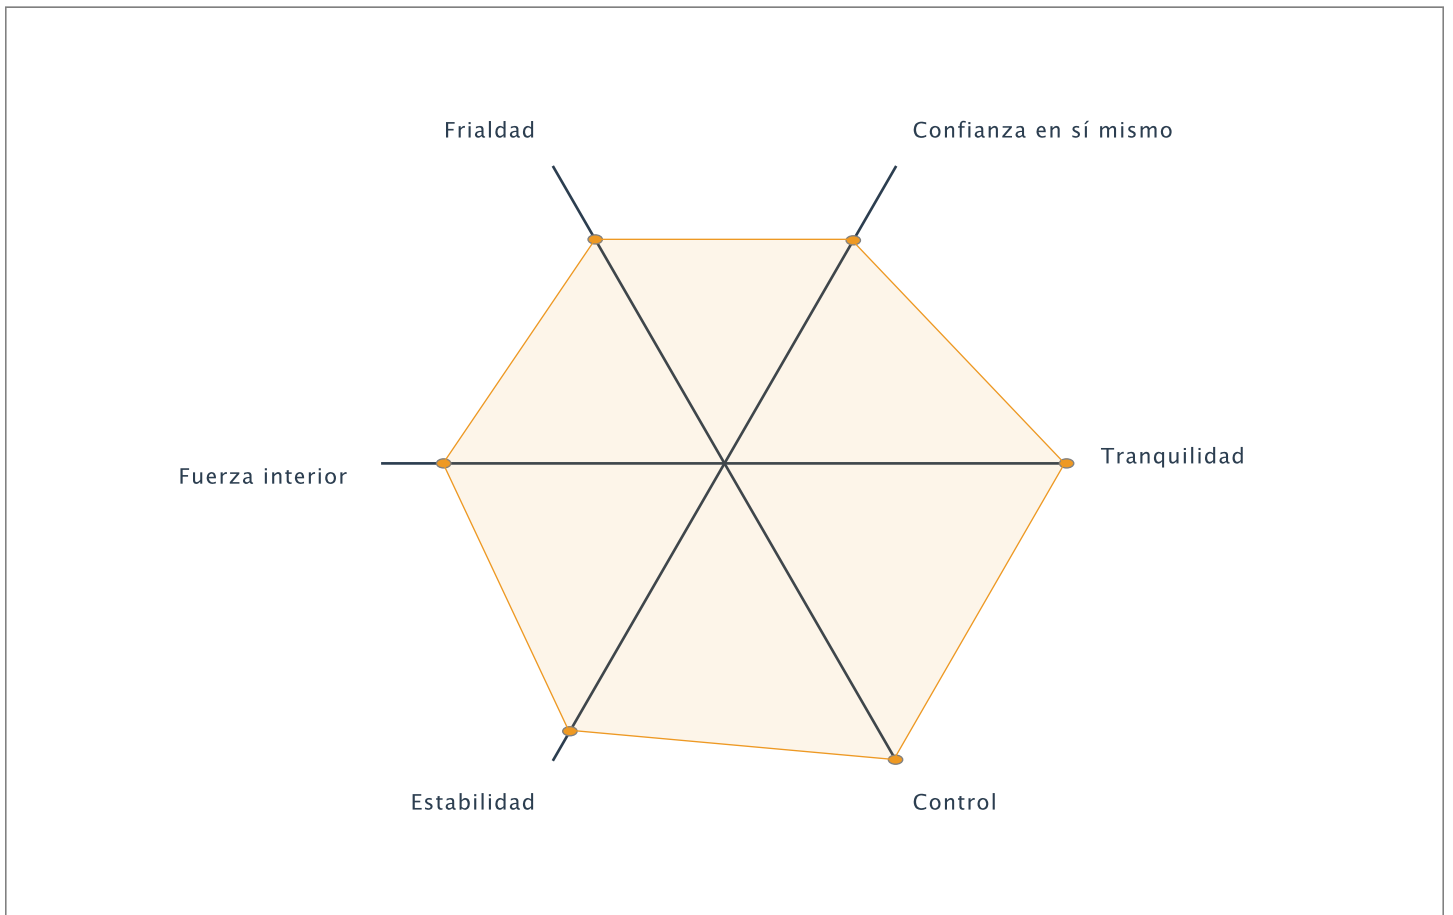 Frialdad
Confianza en sí mismo
Tranquilidad
Fuerza interior
Estabilidad
Control